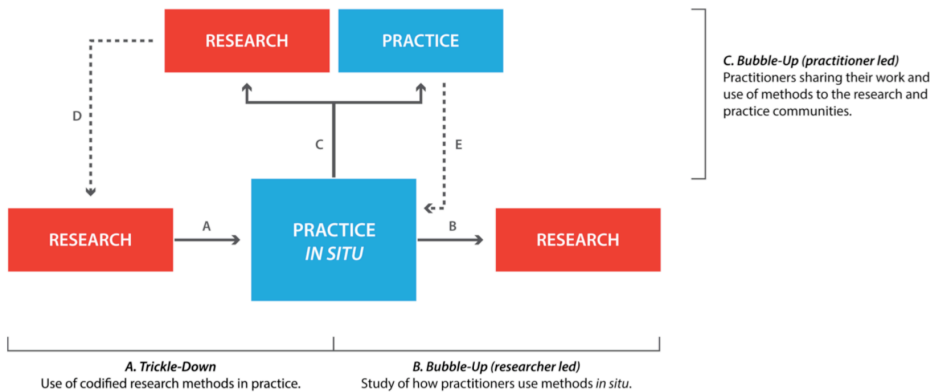 RESEARCH
PRACTICE
C. Bubble-Up (practitioner led)
Practitioners sharing their work and
use of methods to the research and
practice communities.
D
C
E
RESEARCH
A
PRACTICE
IN SITU
B
RESEARCH
A. Trickle-Down
Use of codified research methods in practice.
B. Bubble-Up (researcher led)
Study of how practitioners use methods in situ.